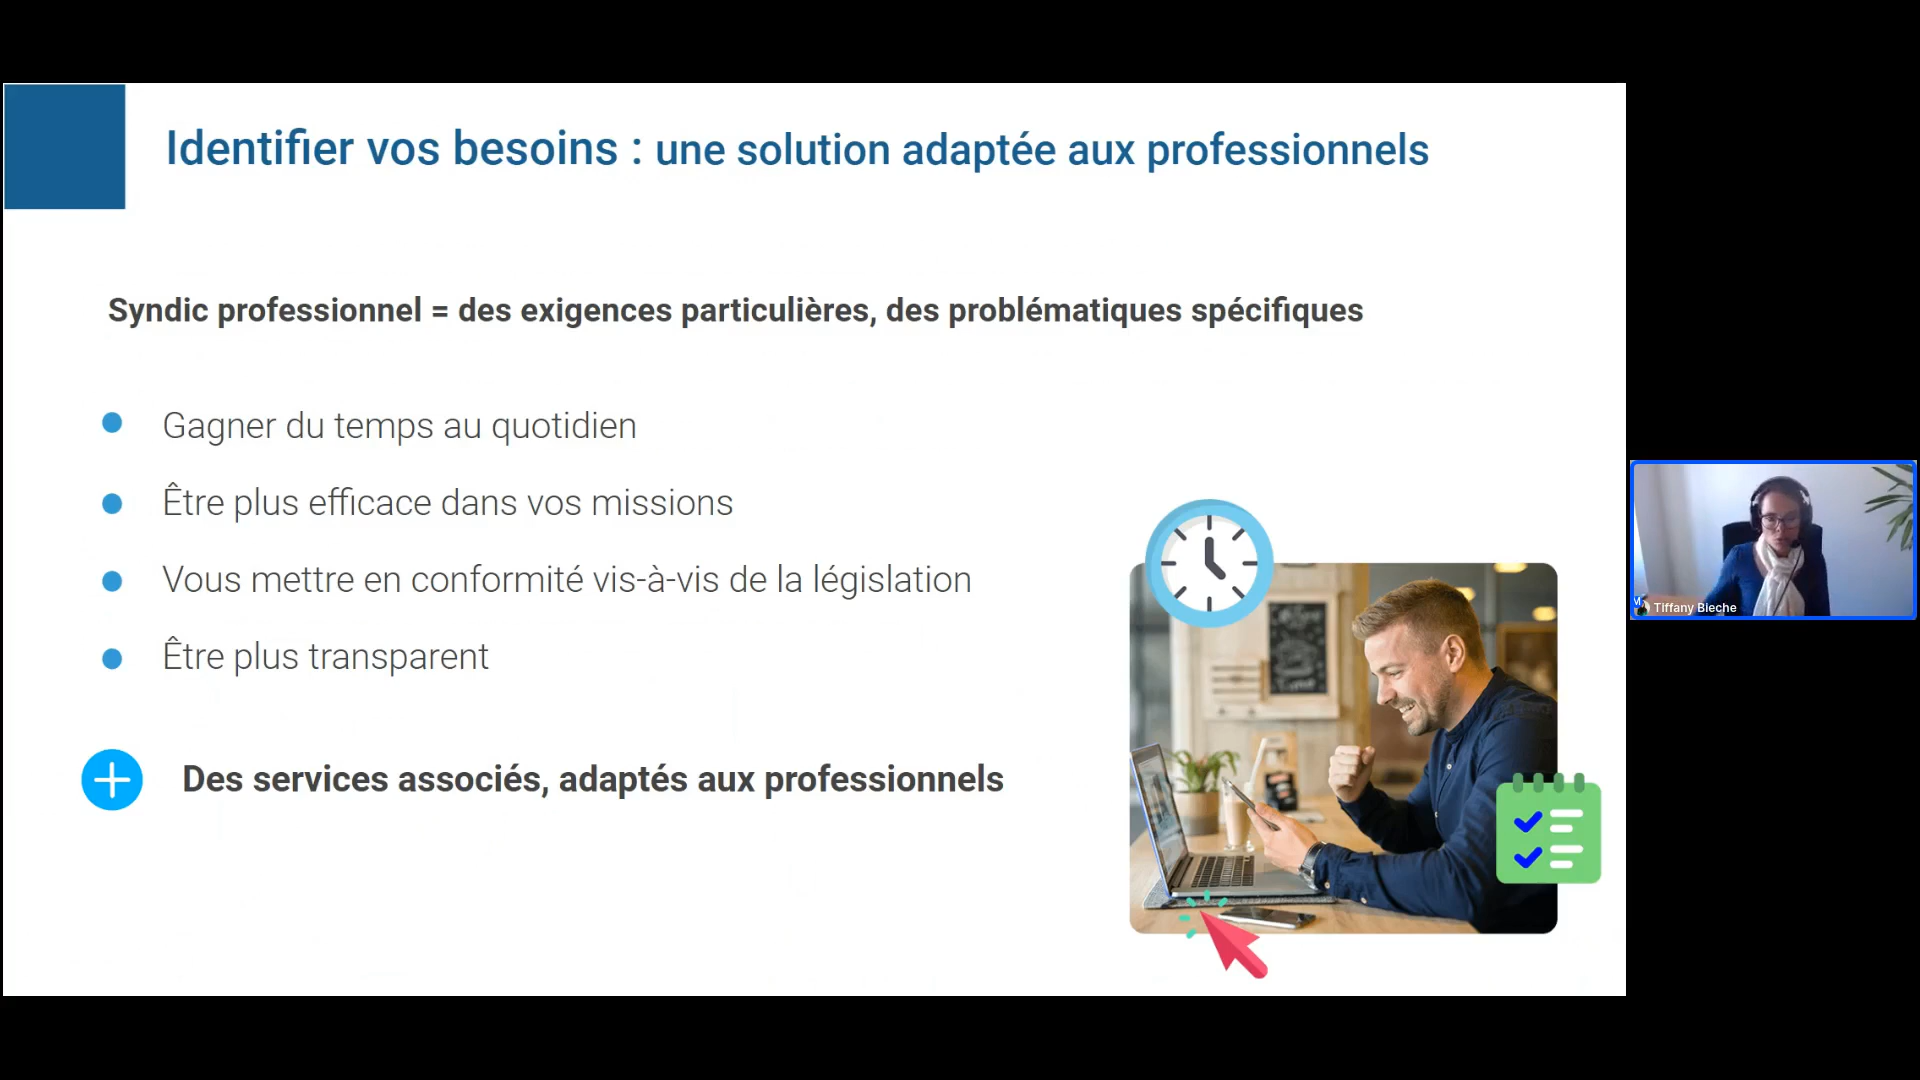 Identifier vos besoins : une solution adaptée aux professionnels
Syndic professionnel = des exigences particulières, des problématiques spécifiques
Gagner du temps au quotidien
Être plus efficace dans vos missions
Vous mettre en conformité vis-à-vis de la législation
Être plus transparent
Des services associés, adaptés aux professionnels
Tiffany Bieche